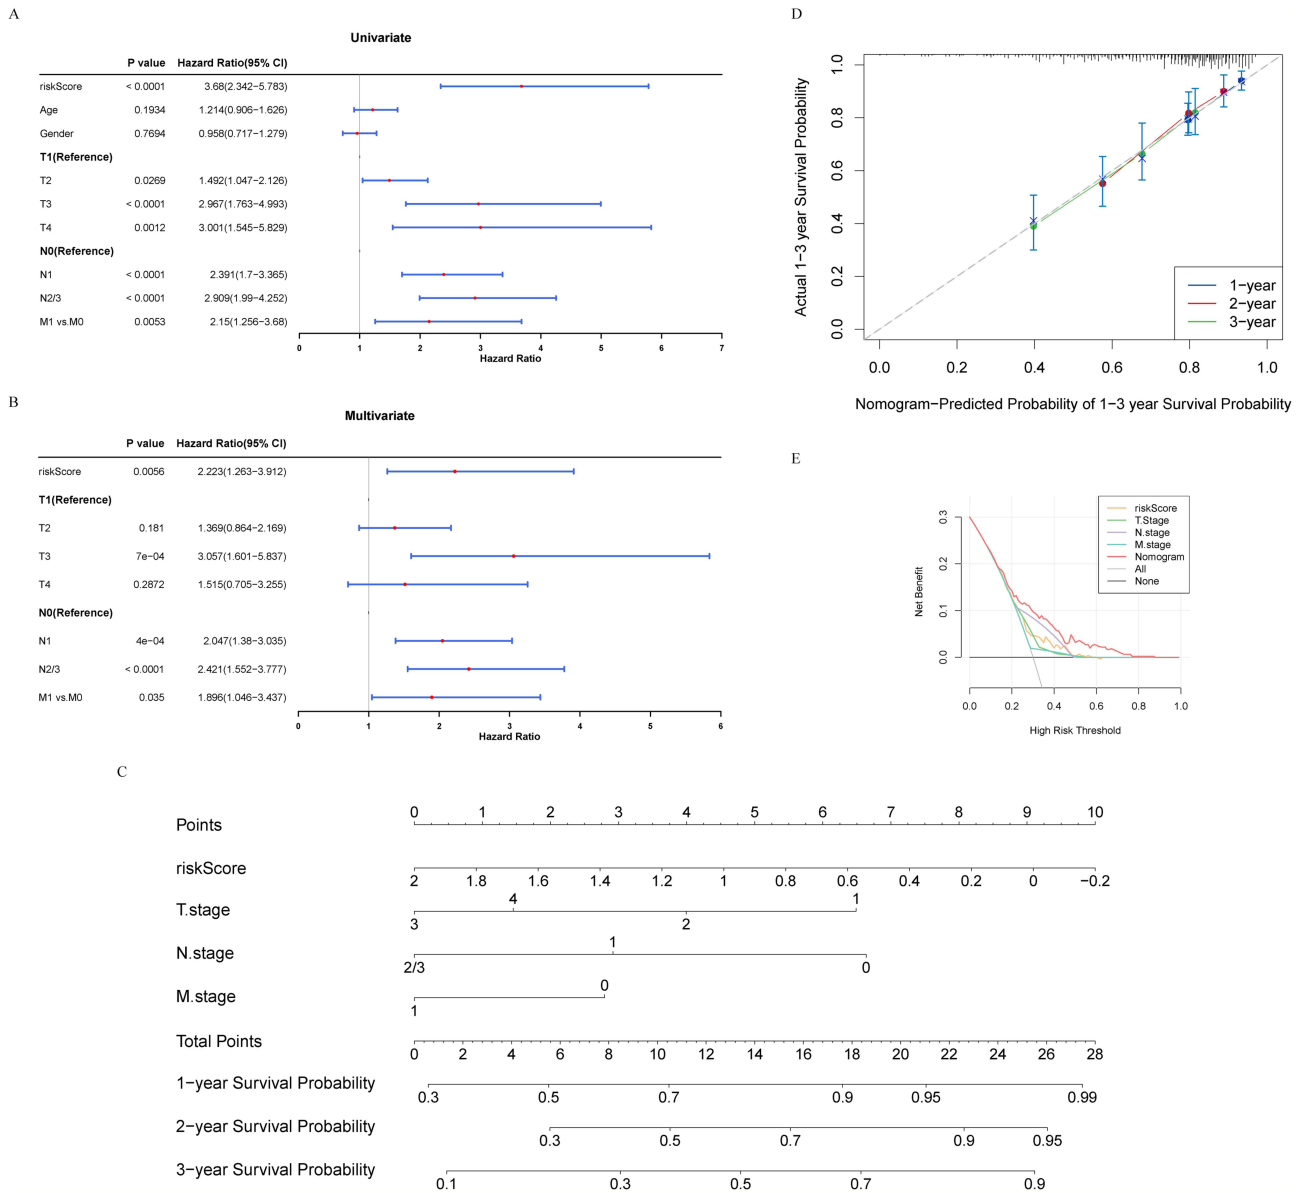 A
Univariate
P value Hazard Ratio(95% CI)
riskScore < 0.0001 3.68(2.342−5.783)
Age 0.1934 1.214(0.906−1.626)
Gender 0.7694 0.958(0.717−1.279)
T1(Reference)
T2 0.0269 1.492(1.047−2.126)
T3 < 0.0001 2.967(1.763−4.993)
T4 0.0012 3.001(1.545−5.829)
N0(Reference)
N1 < 0.0001 2.391(1.7−3.365)
N2/3 < 0.0001 2.909(1.99−4.252)
M1 vs.M0 0.0053 2.15(1.256−3.68)
0 1 2 3 4 5 6 7
Hazard Ratio
B
Multivariate
P value Hazard Ratio(95% CI)
riskScore 0.0056 2.223(1.263−3.912)
T1(Reference)
T2 0.181 1.369(0.864−2.169)
T3 7e−04 3.057(1.601−5.837)
T4 0.2872 1.515(0.705−3.255)
N0(Reference)
N1 4e−04 2.047(1.38−3.035)
N2/3 < 0.0001 2.421(1.552−3.777)
M1 vs.M0 0.035 1.896(1.046−3.437)
0 1 2 3 4 5 6
Hazard Ratio
C
Points 0 1 2 3 4 5 6 7 8 9 10
riskScore 2 1.8 1.6 1.4 1.2 1 0.8 0.6 0.4 0.2 0 −0.2
T.stage 3 4 2 1
N.stage 2/3 1 0
M.stage 1 0
Total Points 0 2 4 6 8 10 12 14 16 18 20 22 24 26 28
1−year Survival Probability 0.3 0.5 0.7 0.9 0.95 0.99
2−year Survival Probability 0.3 0.5 0.7 0.9 0.95
3−year Survival Probability 0.1 0.3 0.5 0.7 0.9
D
Actual 1−3 year Survival Probability
1.0
0.8
0.6
0.4
0.2
0.0
1−year
2−year
3−year
0.0 0.2 0.4 0.6 0.8 1.0
Nomogram−Predicted Probability of 1−3 year Survival Probability
E
Net Benefit
0.3
0.2
0.1
0.0
riskScore
T.Stage
N.stage
M.stage
Nomogram
All
None
0.0 0.2 0.4 0.6 0.8 1.0
High Risk Threshold